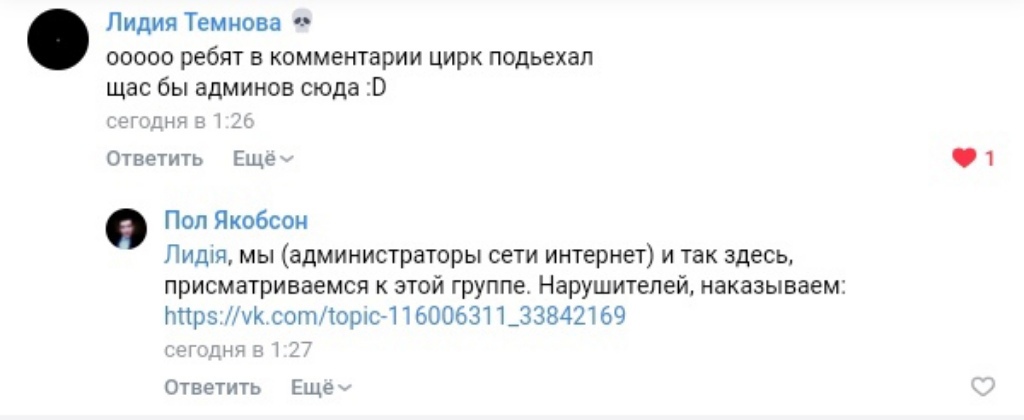 Лидия Темнова 💀
ооооо ребят в комментарии цирк подьехал
щас бы админов сюда :D
сегодня в 1:26
Ответить Ещё
1
Пол Якобсон
Лидія, мы (администраторы сети интернет) и так здесь,
присматриваемся к этой группе. Нарушителей, наказываем:
https://vk.com/topic-116006311_33842169
сегодня в 1:27
Ответить Ещё